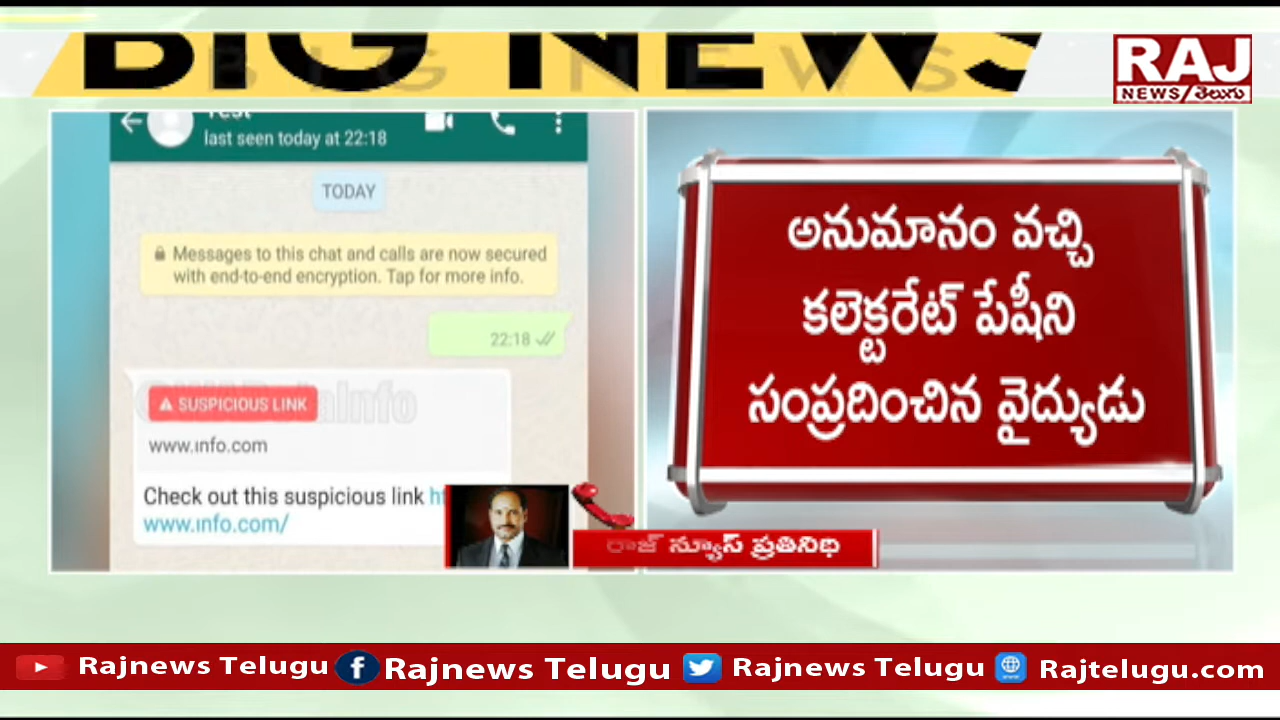 BIG NEWS
RAJ
NEWS/తెలుగు
last seen today at 22:18
TODAY
Messages to this chat and calls are now secured
with end-to-end encryption. Tap for more info.
22:18
SUSPICIOUS LINK
www.ınfo.com
Check out this suspicious link
www.ınfo.com/
అనుమానం వచ్చి
కలెక్టరేట్ పేషీని
సంప్రదించిన వైద్యుడు
రాజ్ న్యూస్ ప్రతినిథి
Rajnews Telugu
Rajnews Telugu
Rajnews Telugu
Rajtelugu.com